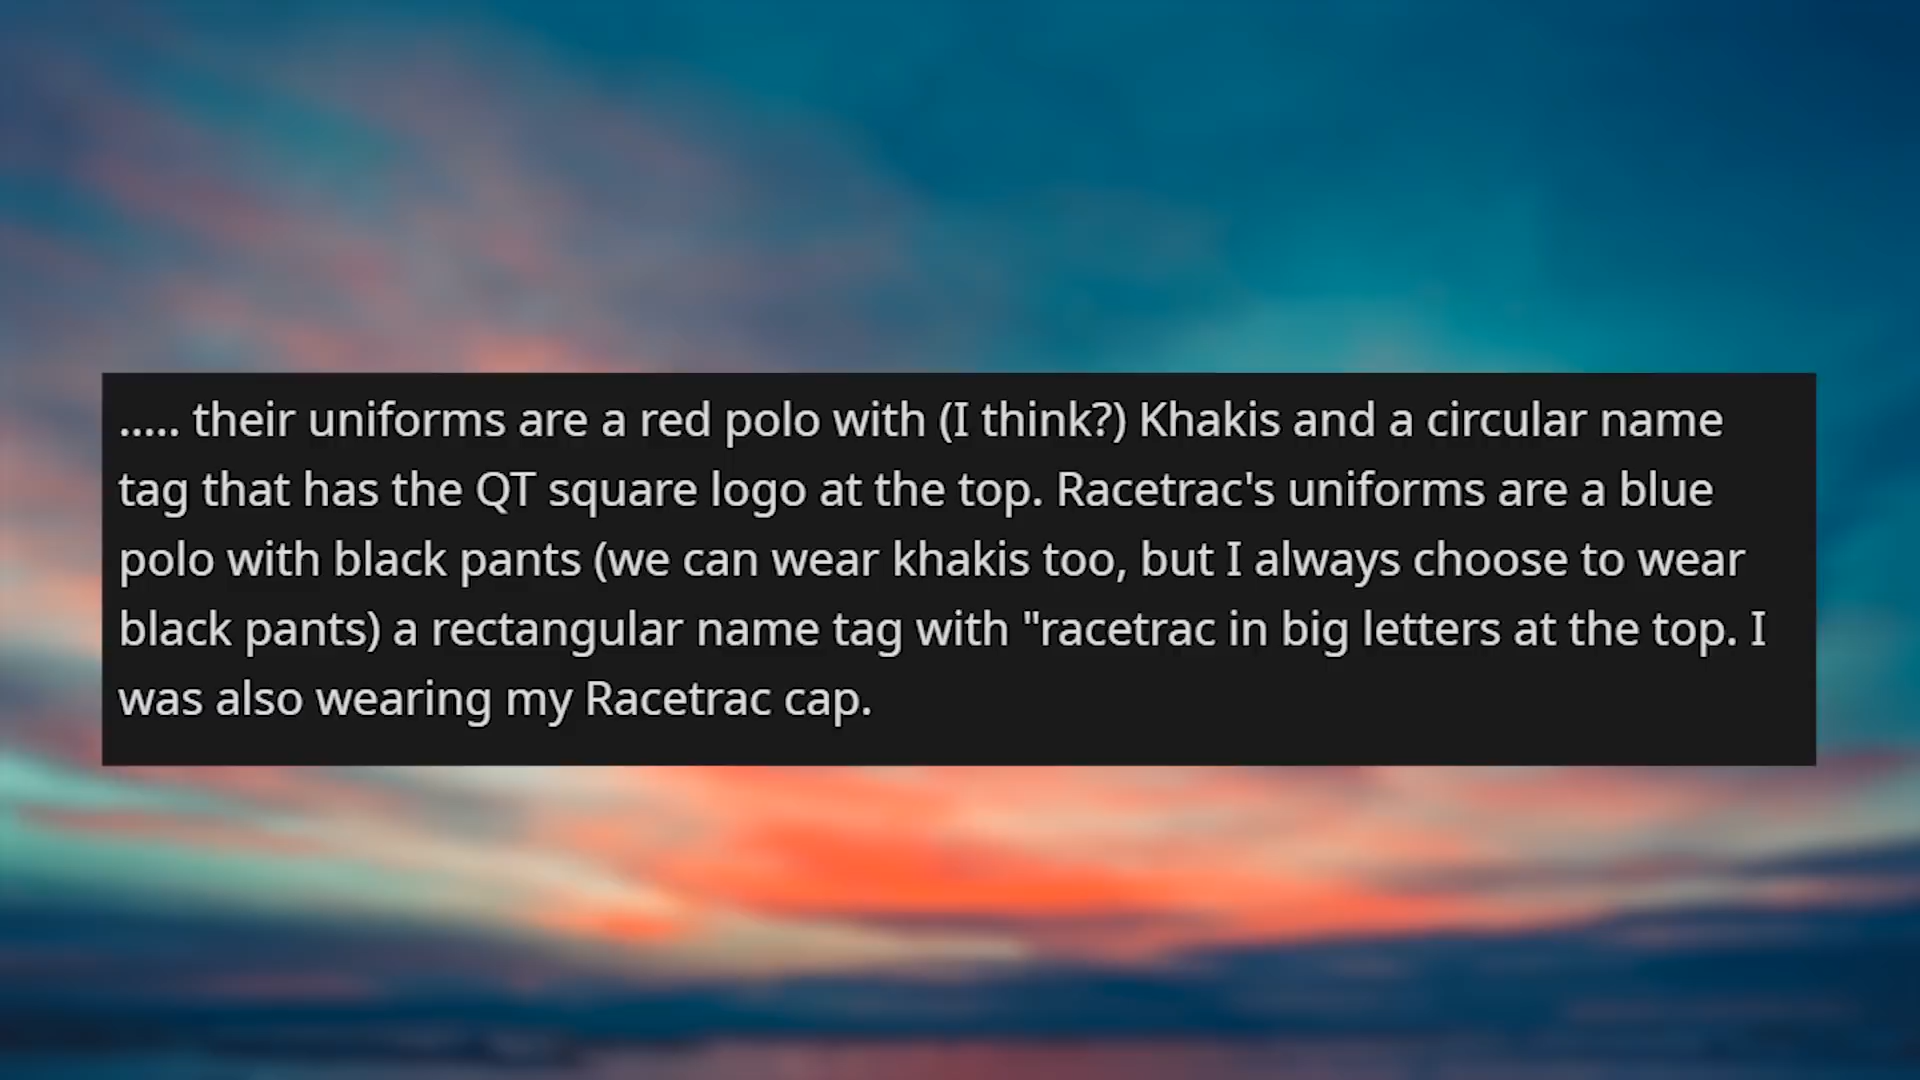 ..... their uniforms are a red polo with (I think?) Khakis and a circular name
tag that has the QT square logo at the top. Racetrac's uniforms are a blue
polo with black pants (we can wear khakis too, but I always choose to wear
black pants) a rectangular name tag with "racetrac in big letters at the top. I
was also wearing my Racetrac cap.